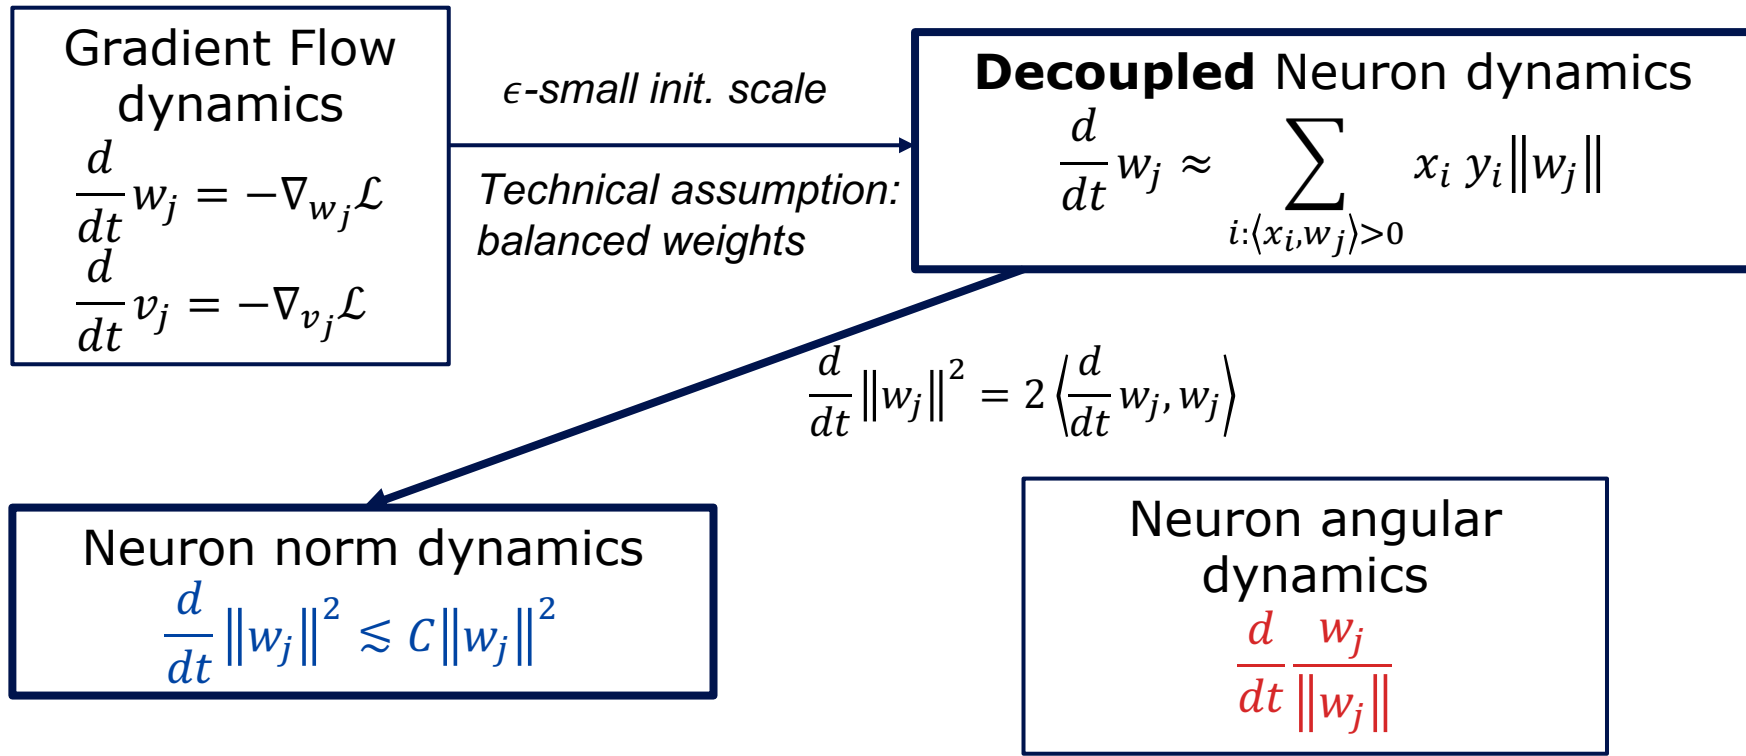 Gradient Flow
dynamics
d/dt w_j = −∇_{w_j} ℒ
d/dt v_j = −∇_{v_j} ℒ
ϵ-small init. scale
Technical assumption:
balanced weights
Decoupled Neuron dynamics
d/dt w_j ≈ ∑_{i:⟨x_i,w_j⟩>0} x_i y_i ‖w_j‖
d/dt ‖w_j‖² = 2 ⟨d/dt w_j, w_j⟩
Neuron norm dynamics
d/dt ‖w_j‖² ≲ C‖w_j‖²
Neuron angular
dynamics
d/dt w_j/‖w_j‖